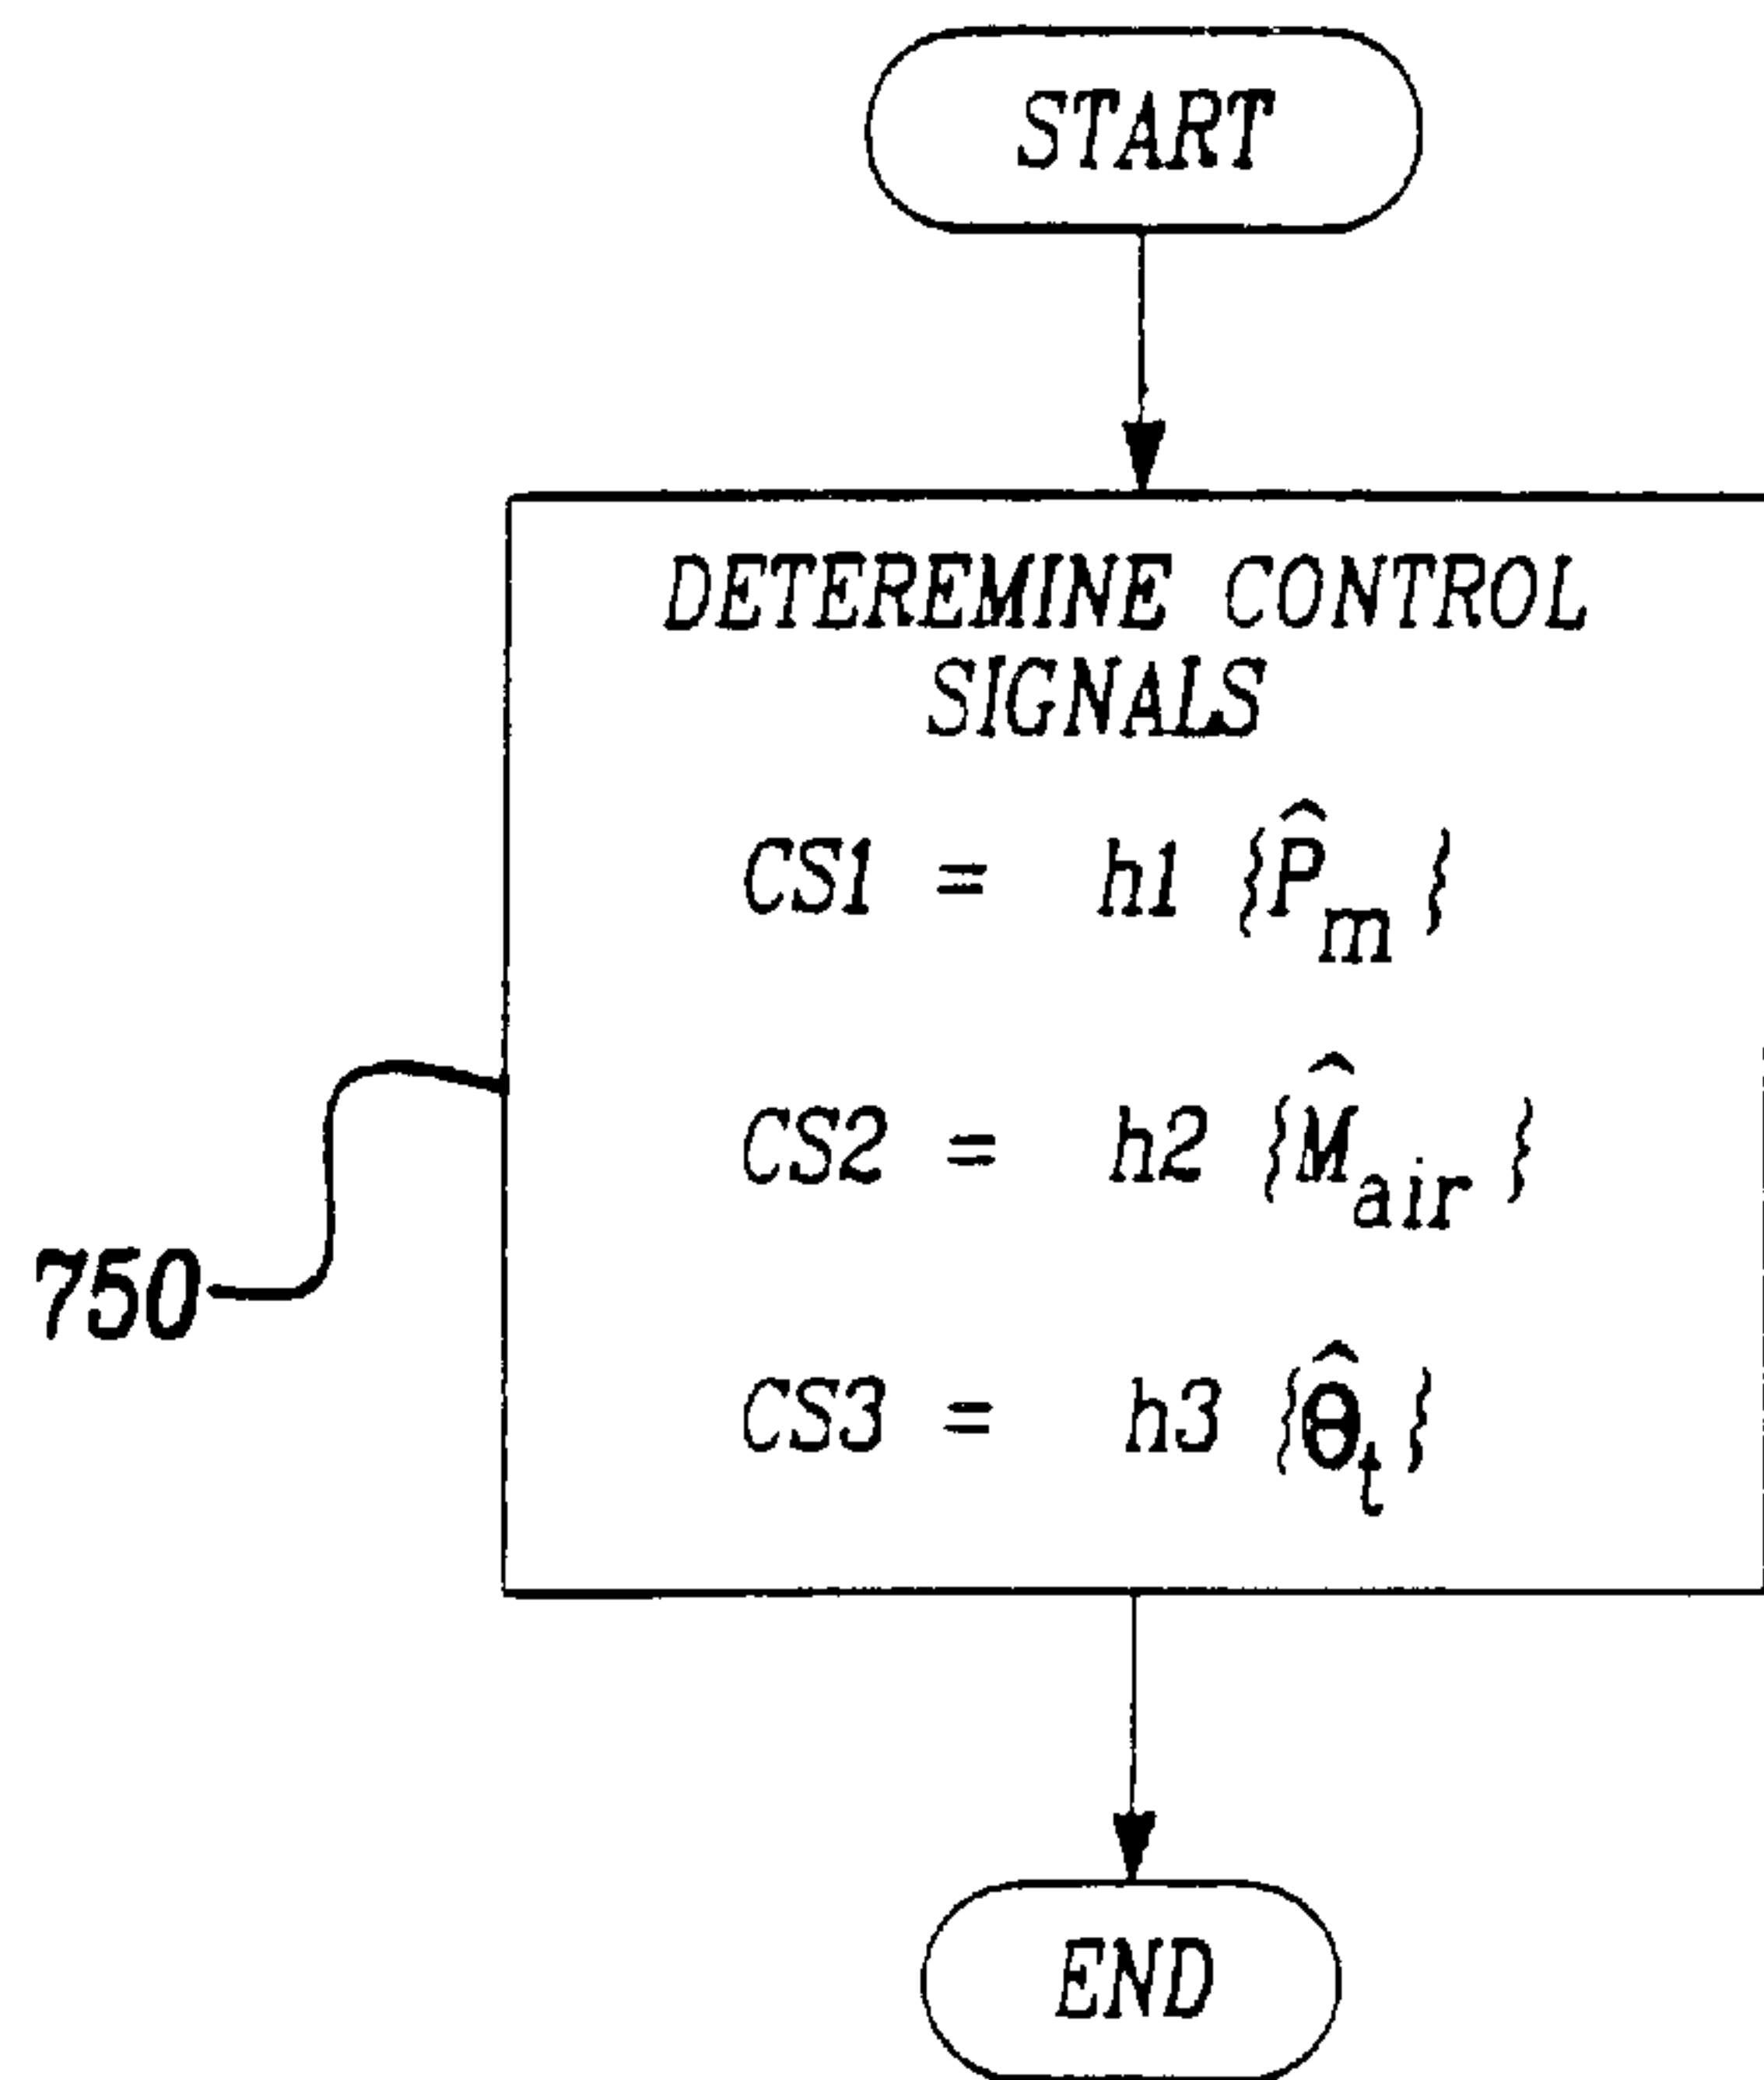 START
DETEREMINE CONTROL
SIGNALS
CS1 = h1 {P̂m}
CS2 = h2 {M̂air}
750
CS3 = h3 {θ̂t}
END